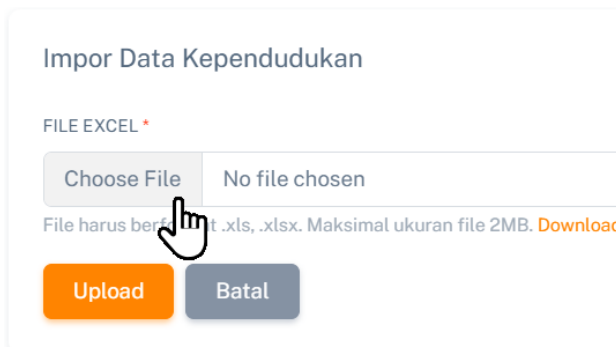 Impor Data Kependudukan
FILE EXCEL *
Choose File No file chosen
File harus .xls, .xlsx. Maksimal ukuran file 2MB. Download
Upload Batal